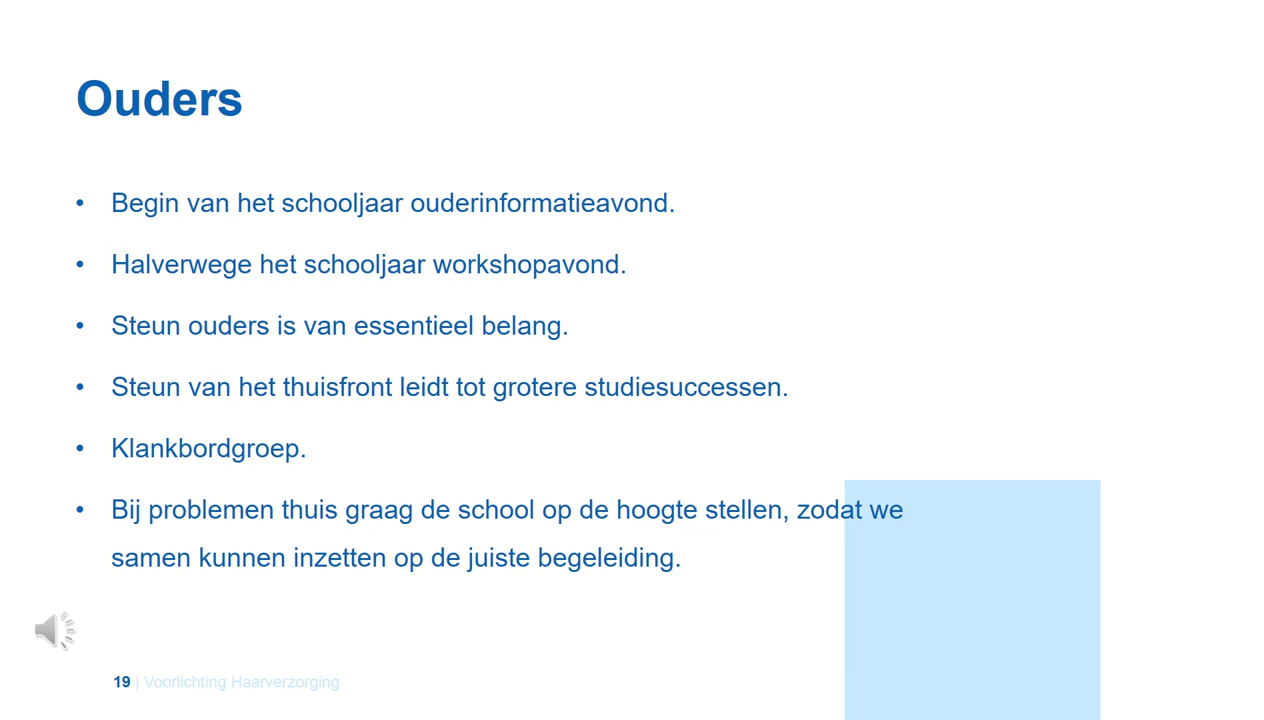 Ouders
• Begin van het schooljaar ouderinformatieavond.
• Halverwege het schooljaar workshopavond.
• Steun ouders is van essentieel belang.
• Steun van het thuisfront leidt tot grotere studiesuccessen.
• Klankbordgroep.
• Bij problemen thuis graag de school op de hoogte stellen, zodat we
samen kunnen inzetten op de juiste begeleiding.
19 | Voorlichting Haarverzorging